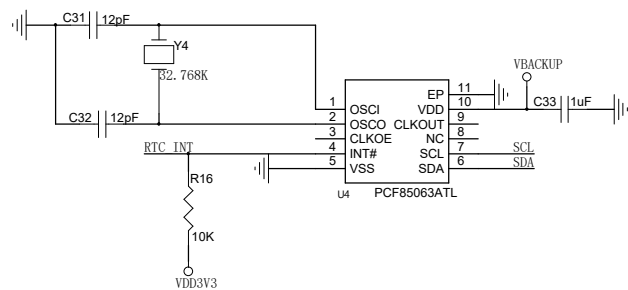 C31 12pF
Y4
32.768K
C32 12pF
VBACKUP
C33 1uF
1 OSCI EP 11
2 OSCO VDD 10
3 CLKOE CLKOUT 9
4 INT# NC 8
5 VSS SCL 7
SDA 6
RTC INT
SCL
SDA
U4 PCF85063ATL
R16
10K
VDD3V3